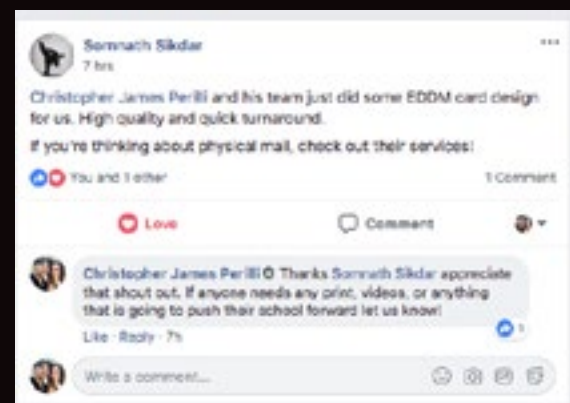 Somnath Sikdar
7 hrs
Christopher James Perilli and his team just did some EDDM card design
for us. High quality and quick turnaround.
If you're thinking about physical mail, check out their services!
You and 1 other 1 Comment
Love Comment
Christopher James Perilli Thanks Somnath Sikdar appreciate
that shout out. If anyone needs any print, videos, or anything
that is going to push their school forward let us know!
Like · Reply · 7h
1
Write a comment...